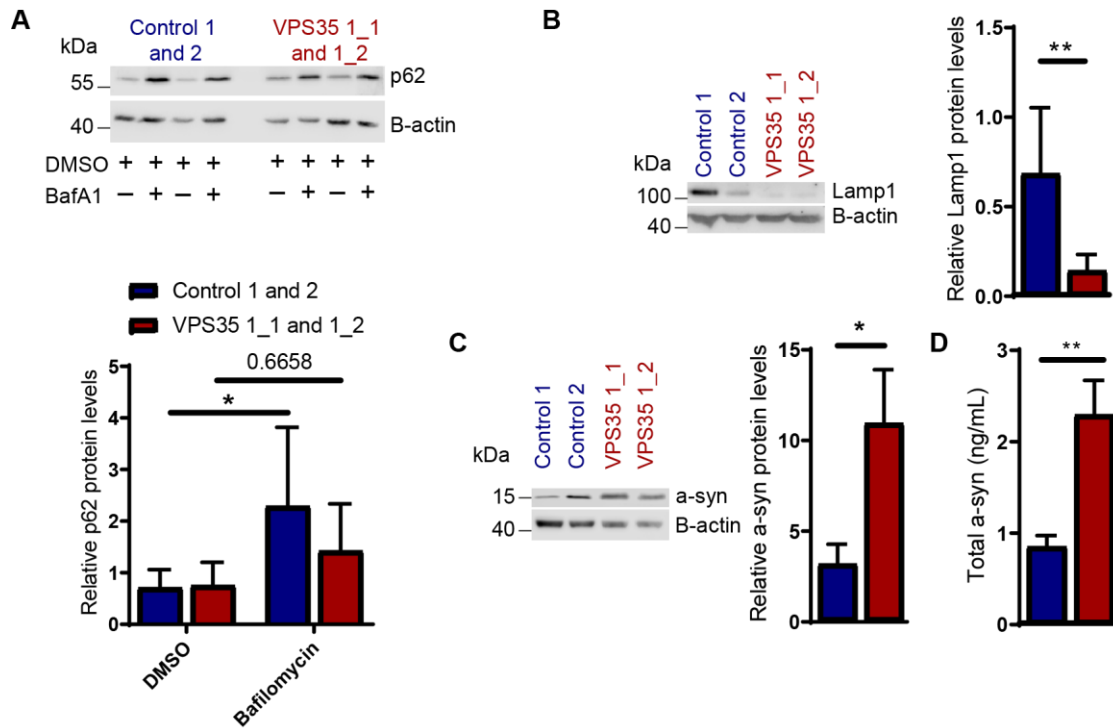 A
kDa
Control 1
and 2
VPS35 1_1
and 1_2
55
p62
40
B-actin
DMSO + + + + + + + +
BafA1 − + − + − + − +
Control 1 and 2
VPS35 1_1 and 1_2
Relative p62 protein levels
5
4
3
2
1
0
0.6658
*
DMSO
Bafilomycin
B
kDa
Control 1
Control 2
VPS35 1_1
VPS35 1_2
100
Lamp1
40
B-actin
Relative Lamp1 protein levels
1.5
1.0
0.5
0.0
**
C
kDa
Control 1
Control 2
VPS35 1_1
VPS35 1_2
15
a-syn
40
B-actin
Relative a-syn protein levels
15
10
5
0
*
D
Total a-syn (ng/mL)
3
2
1
0
**